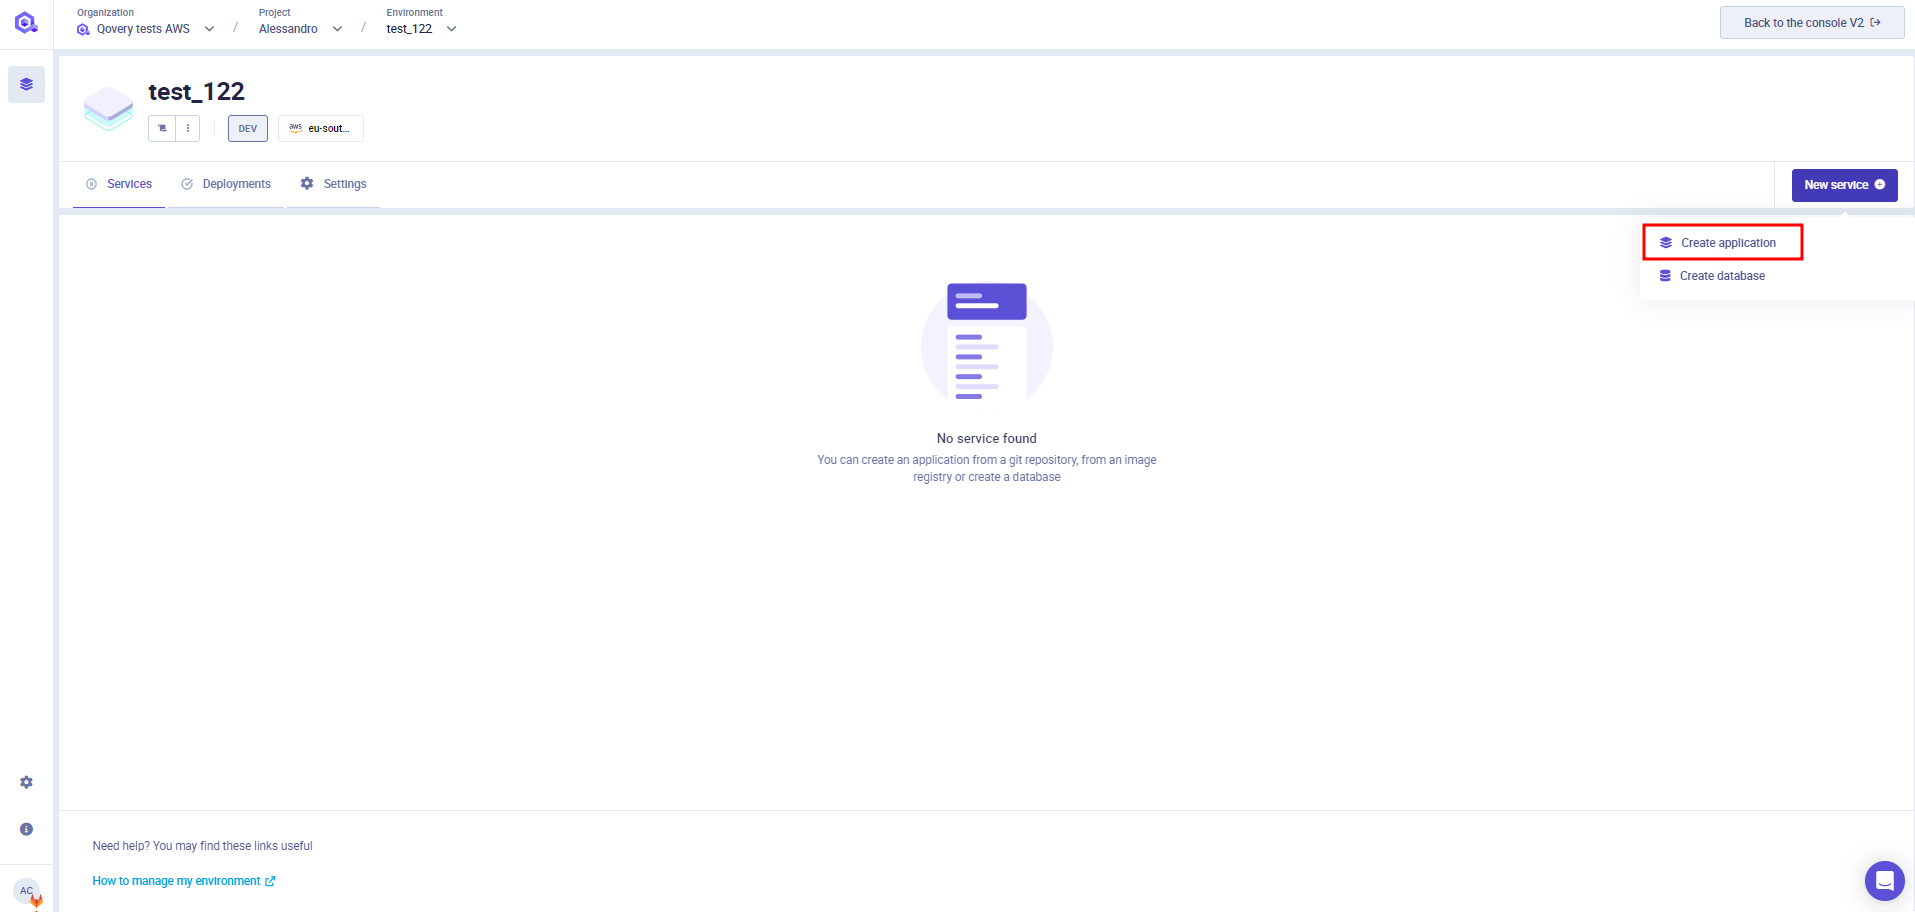 Organization
Project
Environment
Qovery tests AWS
/
Alessandro
/
test_122
Back to the console V2
test_122
DEV
aws
eu-sout...
Services
Deployments
Settings
New service
Create application
Create database
No service found
You can create an application from a git repository, from an image
registry or create a database
Need help? You may find these links useful
How to manage my environment
AC